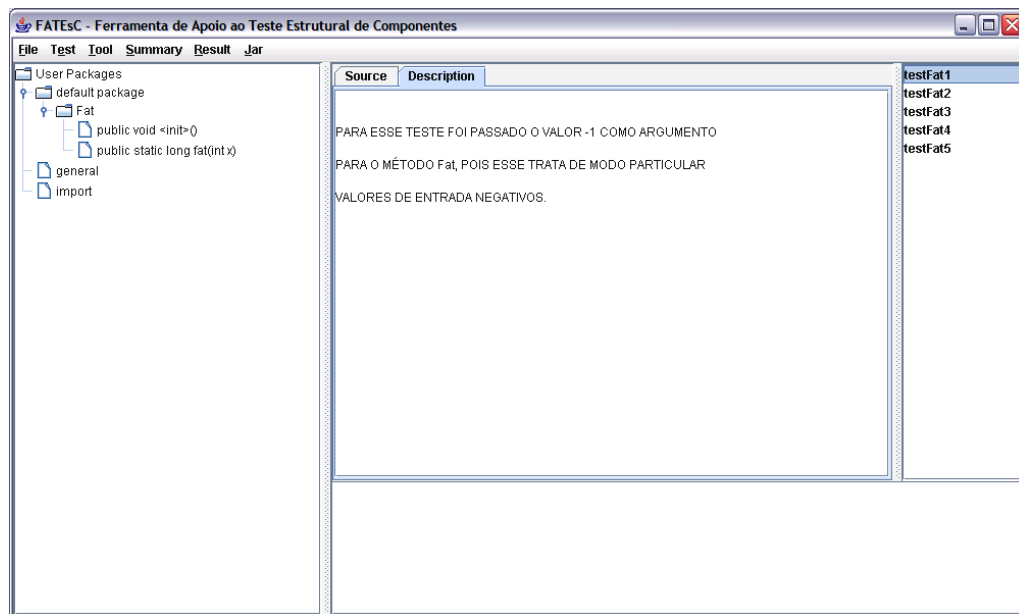 FATEsC - Ferramenta de Apoio ao Teste Estrutural de Componentes
File Test Tool Summary Result Jar
User Packages
default package
Fat
public void <init>()
public static long fat(int x)
general
import
Source Description
PARA ESSE TESTE FOI PASSADO O VALOR -1 COMO ARGUMENTO
PARA O MÉTODO Fat, POIS ESSE TRATA DE MODO PARTICULAR
VALORES DE ENTRADA NEGATIVOS.
testFat1
testFat2
testFat3
testFat4
testFat5